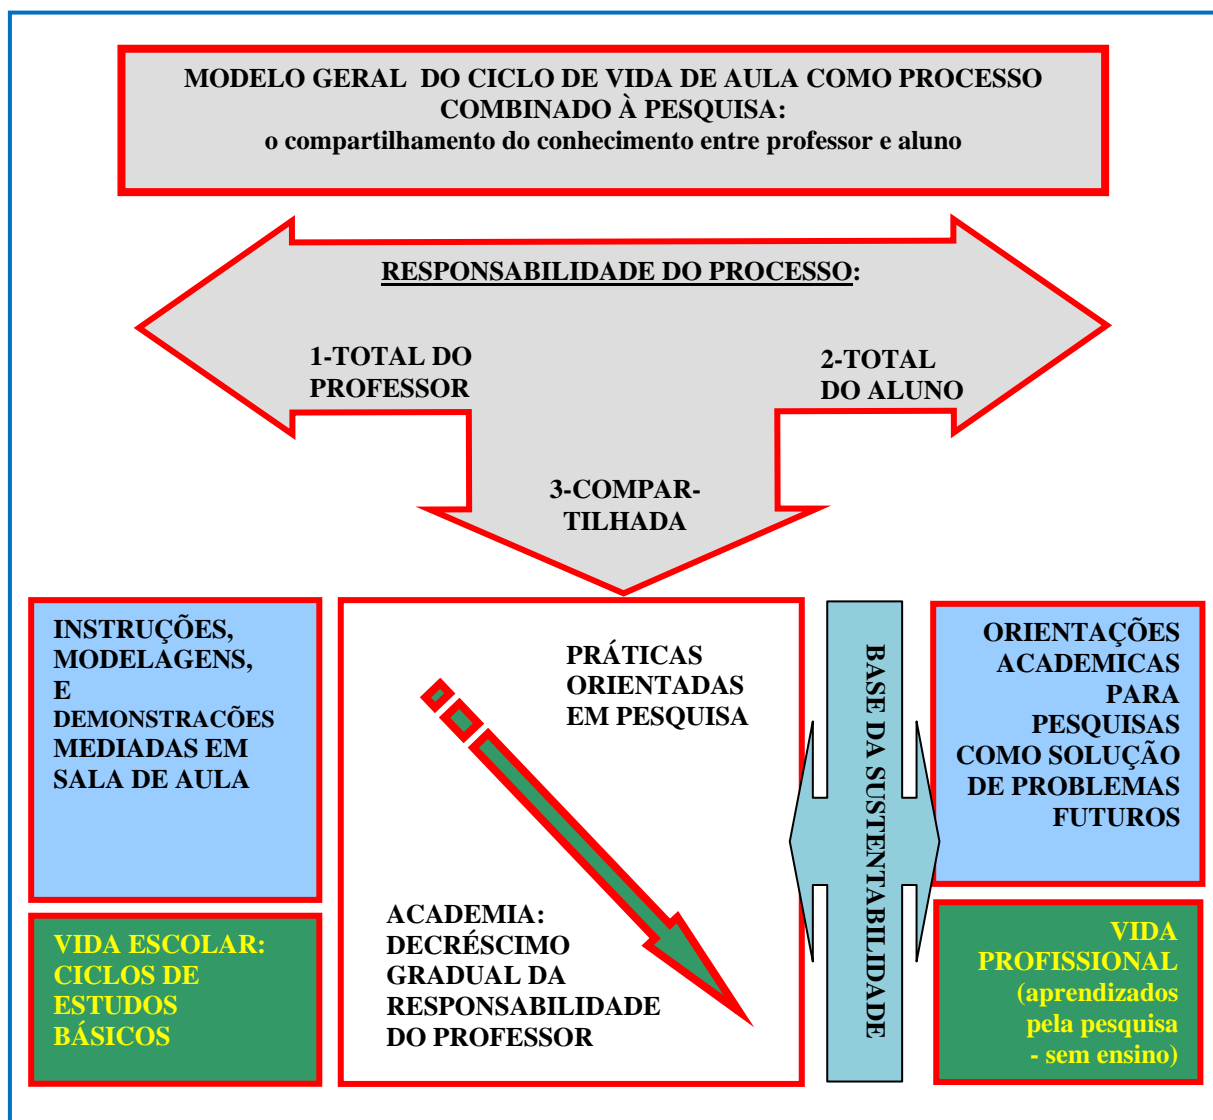 MODELO GERAL DO CICLO DE VIDA DE AULA COMO PROCESSO
COMBINADO À PESQUISA:
o compartilhamento do conhecimento entre professor e aluno
RESPONSABILIDADE DO PROCESSO:
1-TOTAL DO
PROFESSOR
2-TOTAL
DO ALUNO
3-COMPAR-
TILHADA
INSTRUÇÕES,
MODELAGENS,
E
DEMONSTRACÕES
MEDIADAS EM
SALA DE AULA
VIDA ESCOLAR:
CICLOS DE
ESTUDOS
BÁSICOS
PRÁTICAS
ORIENTADAS
EM PESQUISA
ACADEMIA:
DECRÉSCIMO
GRADUAL DA
RESPONSABILIDADE
DO PROFESSOR
BASE DA SUSTENTABILIDADE
ORIENTAÇÕES
ACADEMICAS
PARA
PESQUISAS
COMO SOLUÇÃO
DE PROBLEMAS
FUTUROS
VIDA
PROFISSIONAL
(aprendizados
pela pesquisa
- sem ensino)